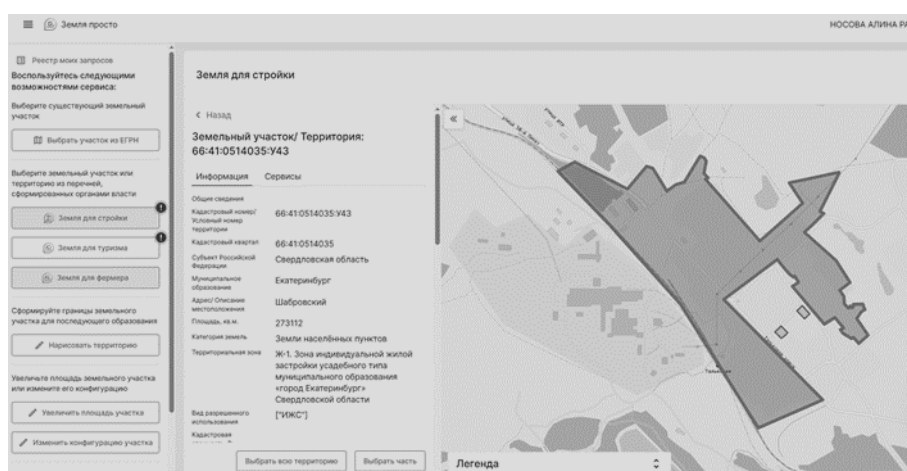 Земля просто
НОСОВА АЛИНА РА
Реестр моих запросов
Воспользуйтесь следующими
возможностями сервиса:
Выберите существующий земельный
участок
Выбрать участок из ЕГРН
Выберите земельный участок или
территорию из перечней,
сформированных органами власти
Земля для стройки
Земля для туризма
Земля для фермера
Сформируйте границы земельного
участка для последующего образования
Нарисовать территорию
Увеличьте площадь земельного участка
или измените его конфигурацию
Увеличить площадь участка
Изменить конфигурацию участка
Земля для стройки
Назад
Земельный участок/ Территория:
66:41:0514035:У43
Информация Сервисы
Общие сведения
Кадастровый номер/
Условный номер
территории
66:41:0514035:У43
Кадастровый квартал
66:41:0514035
Субъект Российской
Федерации
Свердловская область
Муниципальное
образование
Екатеринбург
Адрес/ Описание
местоположения
Шабровский
Площадь, кв.м.
273112
Категория земель
Земли населённых пунктов
Территориальная зона
Ж-1. Зона индивидуальной жилой
застройки усадебного типа
муниципального образования
«город Екатеринбург»
Свердловской области
Вид разрешенного
использования
["ИЖС"]
Кадастровая
Выбрать всю территорию
Выбрать часть
Легенда